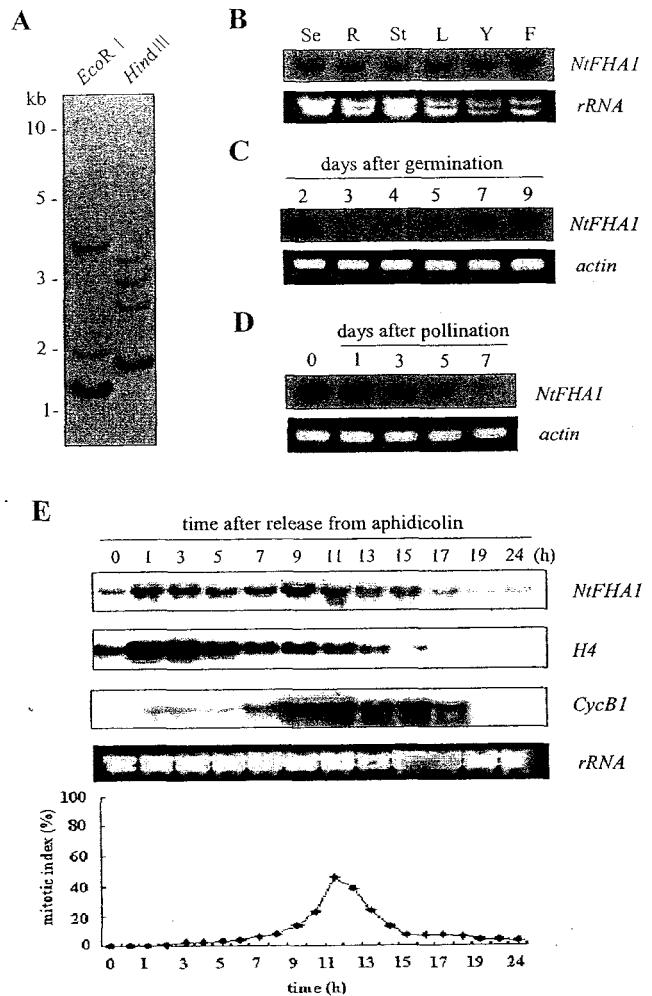 A
EcoR I
Hind III
kb
10
5
3
2
1
B
Se R St L Y F
NtFHA1
rRNA
C
days after germination
2 3 4 5 7 9
NtFHA1
actin
D
days after pollination
0 1 3 5 7
NtFHA1
actin
E
time after release from aphidicolin
0 1 3 5 7 9 11 13 15 17 19 24 (h)
NtFHA1
H4
CycB1
rRNA
mitotic index (%)
100
80
60
40
20
0
0 1 3 5 7 9 11 13 15 17 19 24
time (h)